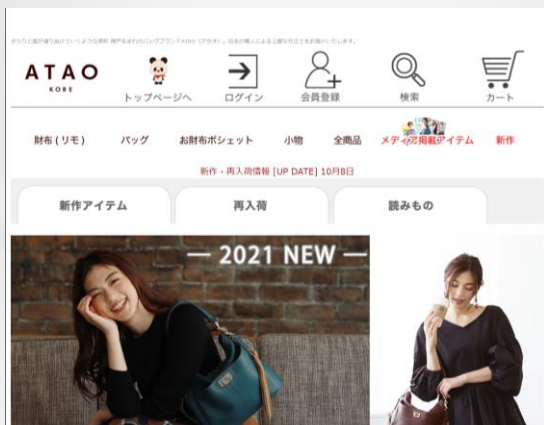 ATAO
KOBE
トップページへ
ログイン
会員登録
検索
カート
財布 ( リモ )
バッグ
お財布ポシェット
小物
全商品
メディア掲載アイテム
新作
新作・再入荷情報 [UP DATE] 10月8日
新作アイテム
再入荷
読みもの
— 2021 NEW —